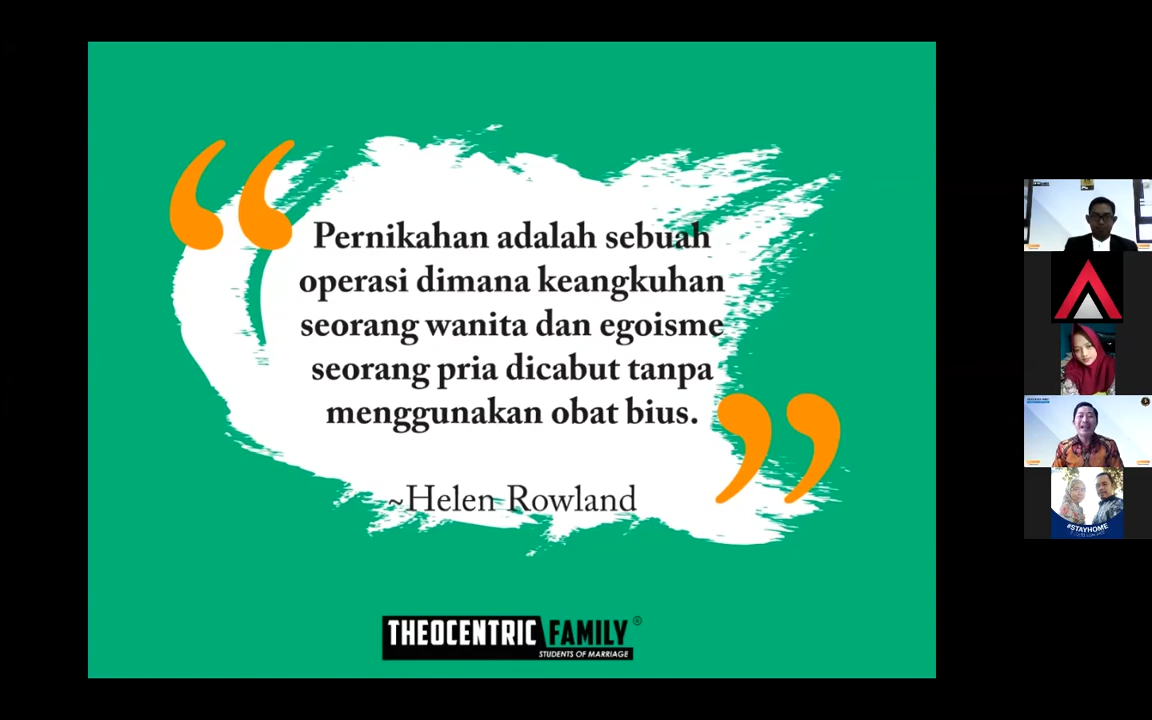 Pernikahan adalah sebuah
operasi dimana keangkuhan
seorang wanita dan egoisme
seorang pria dicabut tanpa
menggunakan obat bius.
~Helen Rowland
THEOCENTRIC FAMILY ®
STUDENTS OF MARRIAGE
#STAYHOME